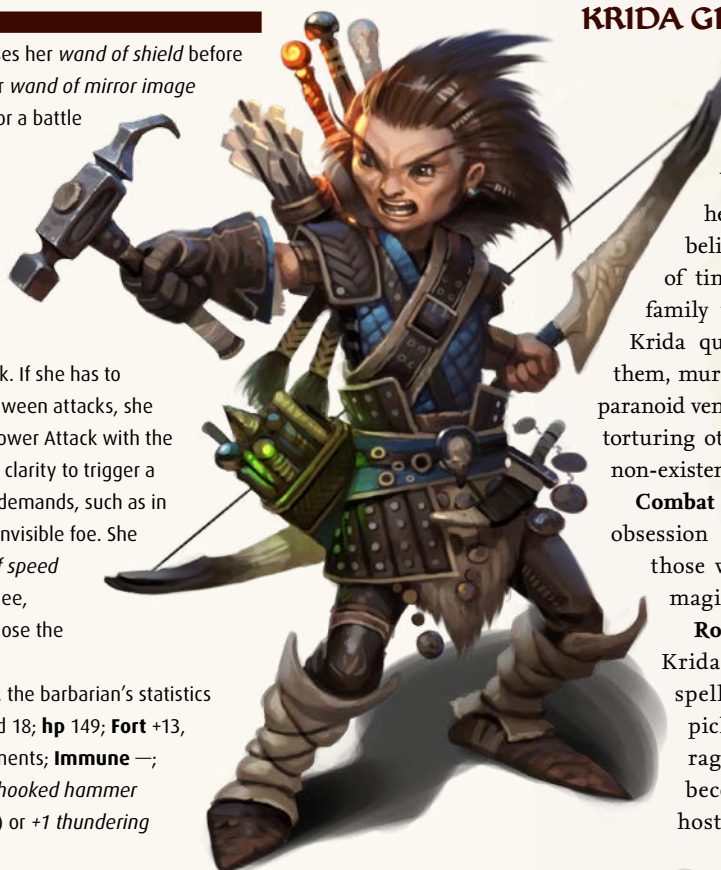 ses her wand of shield before
wand of mirror image
or a battle
k. If she has to
ween attacks, she
ower Attack with the
clarity to trigger a
demands, such as in
nvisible foe. She
f speed
ee,
ose the
, the barbarian's statistics
d 18; hp 149; Fort +13,
nents; Immune —;
hooked hammer
) or +1 thundering
KRIDA
he
beli
of tin
family
Krida qu
them, mur
paranoid ven
torturing ot
non-existen
Combat
obsession
those w
magi
Ro
Krida
spell
pick
rag
beco
host